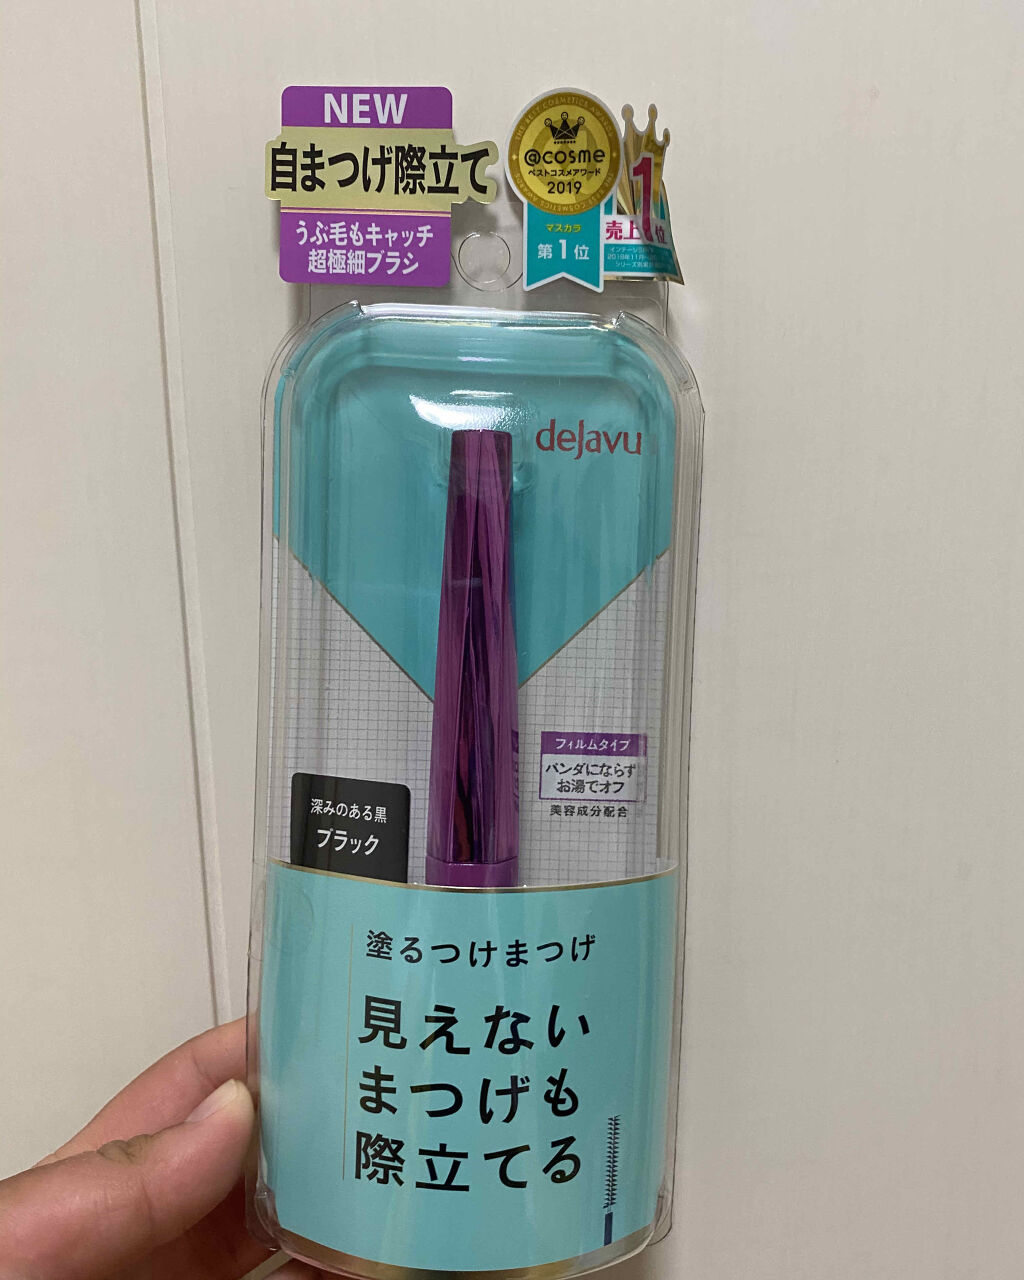 NEW
自まつげ際立て
うぶ毛もキャッチ
超極細ブラシ
@cosme
ベストコスメアワード
2019
マスカラ
第1位
1
売上 位
dejavu
フィルムタイプ
パンダにならず
お湯でオフ
美容成分配合
深みのある黒
ブラック
塗るつけまつげ
見えない
まつげも
際立てる